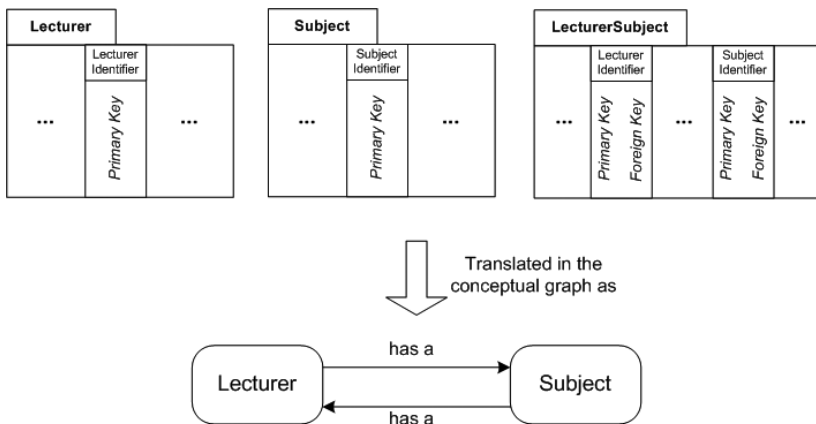 Lecturer
Subject
LecturerSubject
Lecturer
Identifier
Subject
Identifier
Lecturer
Identifier
Subject
Identifier
...
Primary Key
...
...
Primary Key
...
...
Primary Key
Foreign Key
...
Primary Key
Foreign Key
...
Translated in the
conceptual graph as
has a
Lecturer
Subject
has a